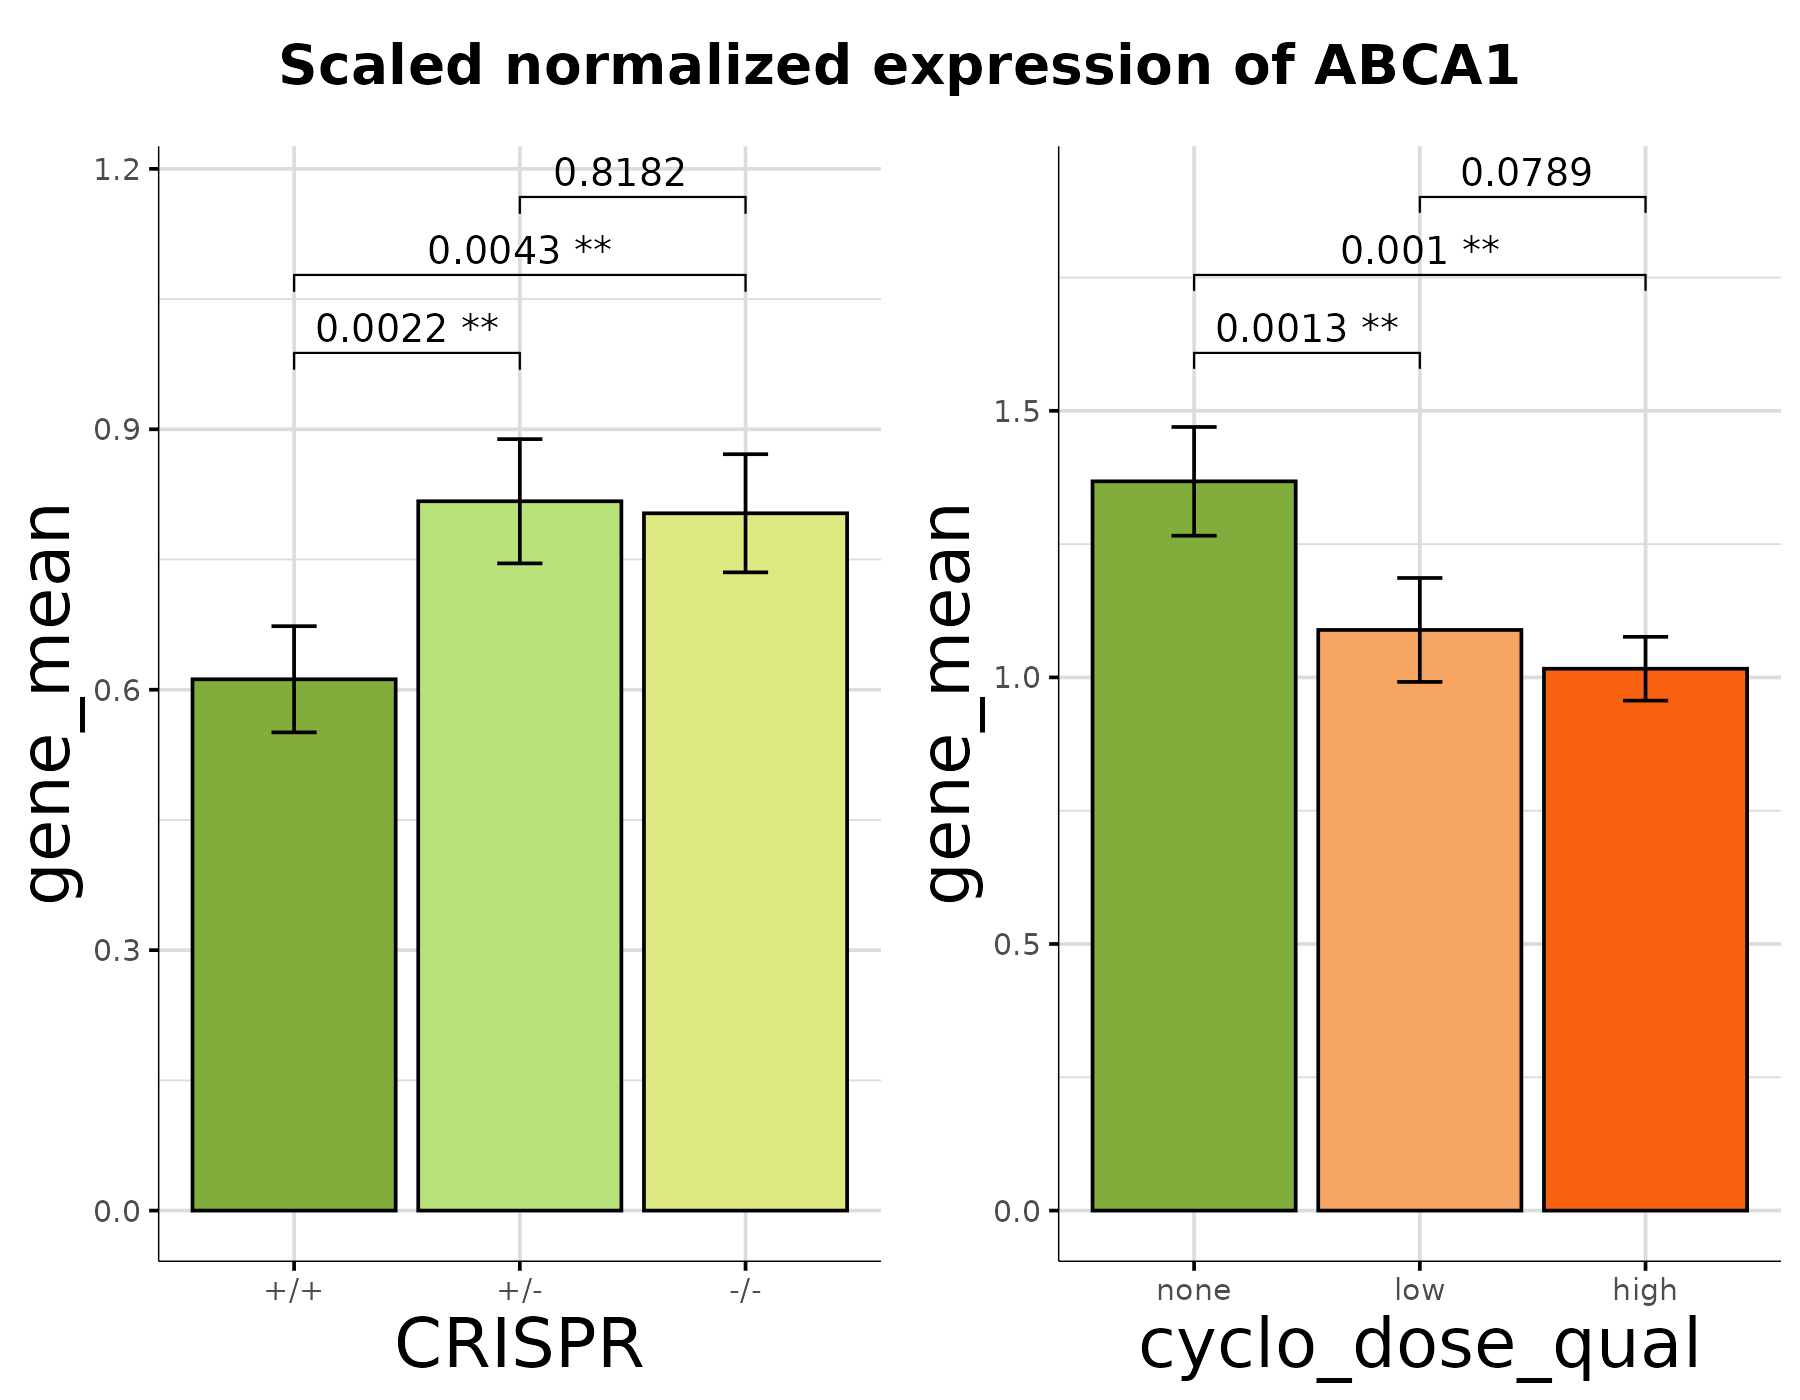 Scaled normalized expression of ABCA1
gene_mean
1.2
0.9
0.6
0.3
0.0
0.8182
0.0043 **
0.0022 **
+/+ +/- -/-
CRISPR
gene_mean
1.5
1.0
0.5
0.0
0.0789
0.001 **
0.0013 **
none low high
cyclo_dose_qual